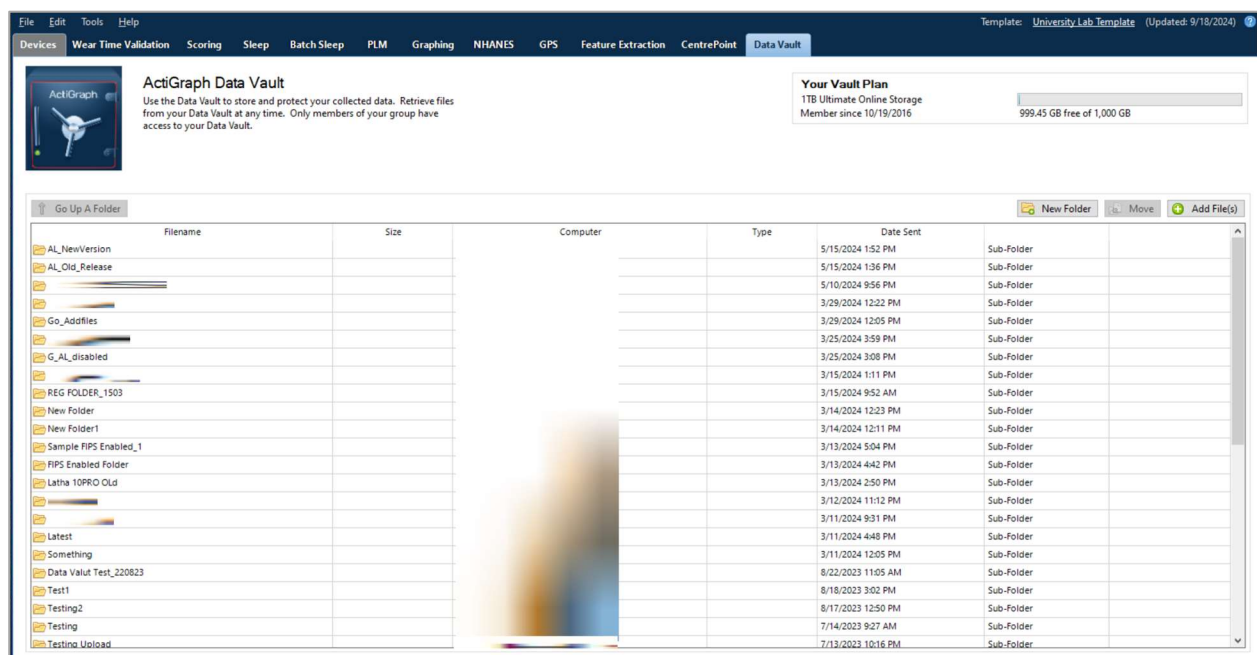 File Edit Tools Help Template: University Lab Template (Updated: 9/18/2024) ?
Devices Wear Time Validation Scoring Sleep Batch Sleep PLM Graphing NHANES GPS Feature Extraction CentrePoint Data Vault
ActiGraph
ActiGraph Data Vault
Use the Data Vault to store and protect your collected data. Retrieve files
from your Data Vault at any time. Only members of your group have
access to your Data Vault.
Your Vault Plan
1TB Ultimate Online Storage
Member since 10/19/2016 999.45 GB free of 1,000 GB
Go Up A Folder New Folder Move Add File(s)
Filename Size Computer Type Date Sent
AL_NewVersion 5/15/2024 1:52 PM Sub-Folder
AL_Old_Release 5/15/2024 1:36 PM Sub-Folder
5/10/2024 9:56 PM Sub-Folder
3/29/2024 12:22 PM Sub-Folder
Go_Addfiles 3/29/2024 12:05 PM Sub-Folder
3/25/2024 3:59 PM Sub-Folder
G_AL_disabled 3/25/2024 3:08 PM Sub-Folder
3/15/2024 1:11 PM Sub-Folder
REG FOLDER_1503 3/15/2024 9:52 AM Sub-Folder
New Folder 3/14/2024 12:23 PM Sub-Folder
New Folder1 3/14/2024 12:11 PM Sub-Folder
Sample FIPS Enabled_1 3/13/2024 5:04 PM Sub-Folder
FIPS Enabled Folder 3/13/2024 4:42 PM Sub-Folder
Latha 10PRO OLd 3/13/2024 2:50 PM Sub-Folder
3/12/2024 11:12 PM Sub-Folder
3/11/2024 9:31 PM Sub-Folder
Latest 3/11/2024 4:48 PM Sub-Folder
Something 3/11/2024 12:05 PM Sub-Folder
Data Valut Test_220823 8/22/2023 11:05 AM Sub-Folder
Test1 8/18/2023 3:02 PM Sub-Folder
Testing2 8/17/2023 12:50 PM Sub-Folder
Testing 7/14/2023 9:27 AM Sub-Folder
Testing Upload 7/13/2023 10:16 PM Sub-Folder